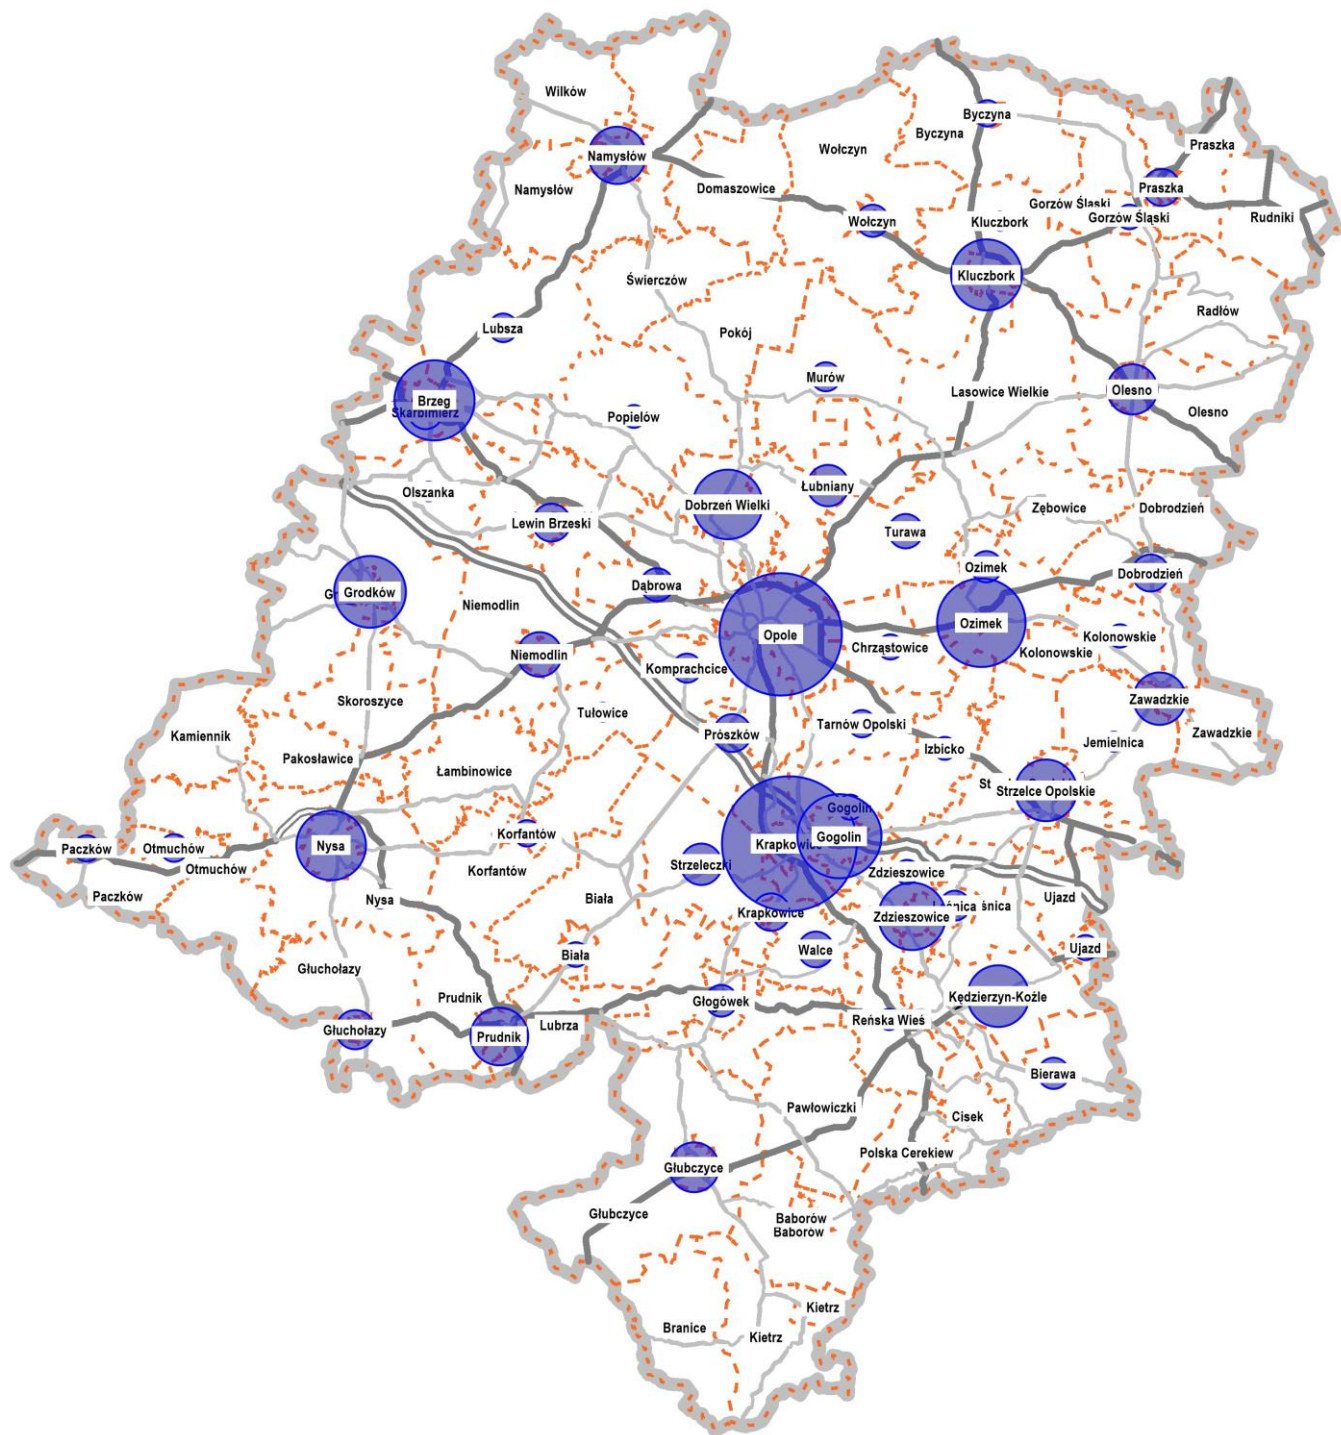 Wilków
Byczyna
Byczyna
Praszka
Wołczyn
Namysłów
Namysłów
Domaszowice
Praszka
Gorzów Śląski
Gorzów Śląski
Rudniki
Wołczyn
Kluczbork
Kluczbork
Świerczów
Radłów
Lubsza
Pokój
Murów
Lasowice Wielkie
Olesno
Olesno
Brzeg
Skarbimierz
Popielów
Olszanka
Łubniany
Dobrzeń Wielki
Zębowice
Dobrodzień
Lewin Brzeski
Turawa
Ozimek
Dobrodzień
Dąbrowa
Grodków
Niemodlin
Opole
Ozimek
Kolonowskie
Chrząstowice
Kolonowskie
Niemodlin
Komprachcice
Skoroszyce
Zawadzkie
Tułowice
Tarnów Opolski
Prószków
Zawadzkie
Kamiennik
Izbicko
Jemielnica
Pakosławice
Łambinowice
Strzelce Opolskie
Gogolin
Gogolin
Krapkowice
Korfantów
Nysa
Paczków
Otmuchów
Otmuchów
Korfantów
Strzeleczki
Zdzieszowice
Paczków
Nysa
Biała
Ujazd
Krapkowice
Zdzieszowice
Biała
Walce
Ujazd
Głuchołazy
Kędzierzyn-Koźle
Prudnik
Głogówek
Głuchołazy
Lubrza
Reńska Wieś
Prudnik
Bierawa
Pawłowiczki
Cisek
Polska Cerekiew
Głubczyce
Głubczyce
Baborów
Baborów
Kietrz
Branice
Kietrz